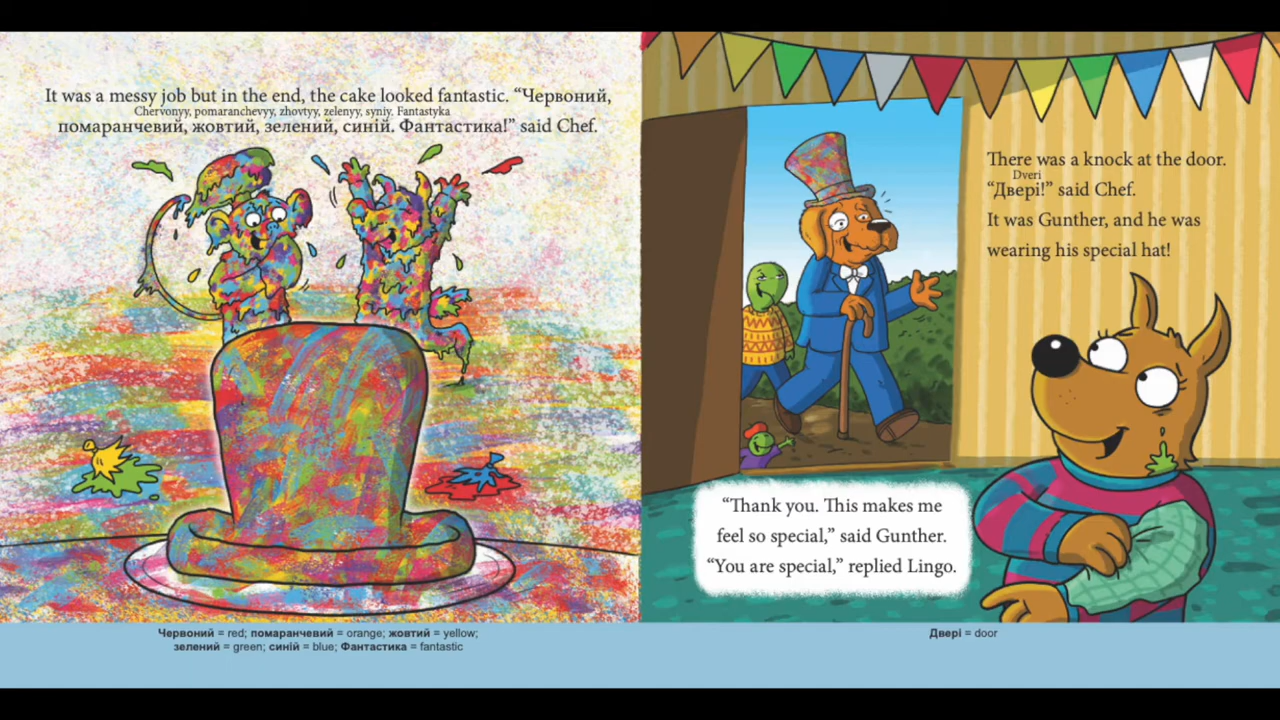 It was a messy job but in the end, the cake looked fantastic. “Червоний,
Chervonyy, pomaranchevyy, zhovtyy, zelenyy, syniy. Fantastyka
помаранчевий, жовтий, зелений, синій. Фантастика!” said Chef.
Червоний = red; помаранчевий = orange; жовтий = yellow;
зелений = green; синій = blue; Фантастика = fantastic
There was a knock at the door.
Dveri
“Двері!” said Chef.
It was Gunther, and he was
wearing his special hat!
“Thank you. This makes me
feel so special,” said Gunther.
“You are special,” replied Lingo.
Двері = door